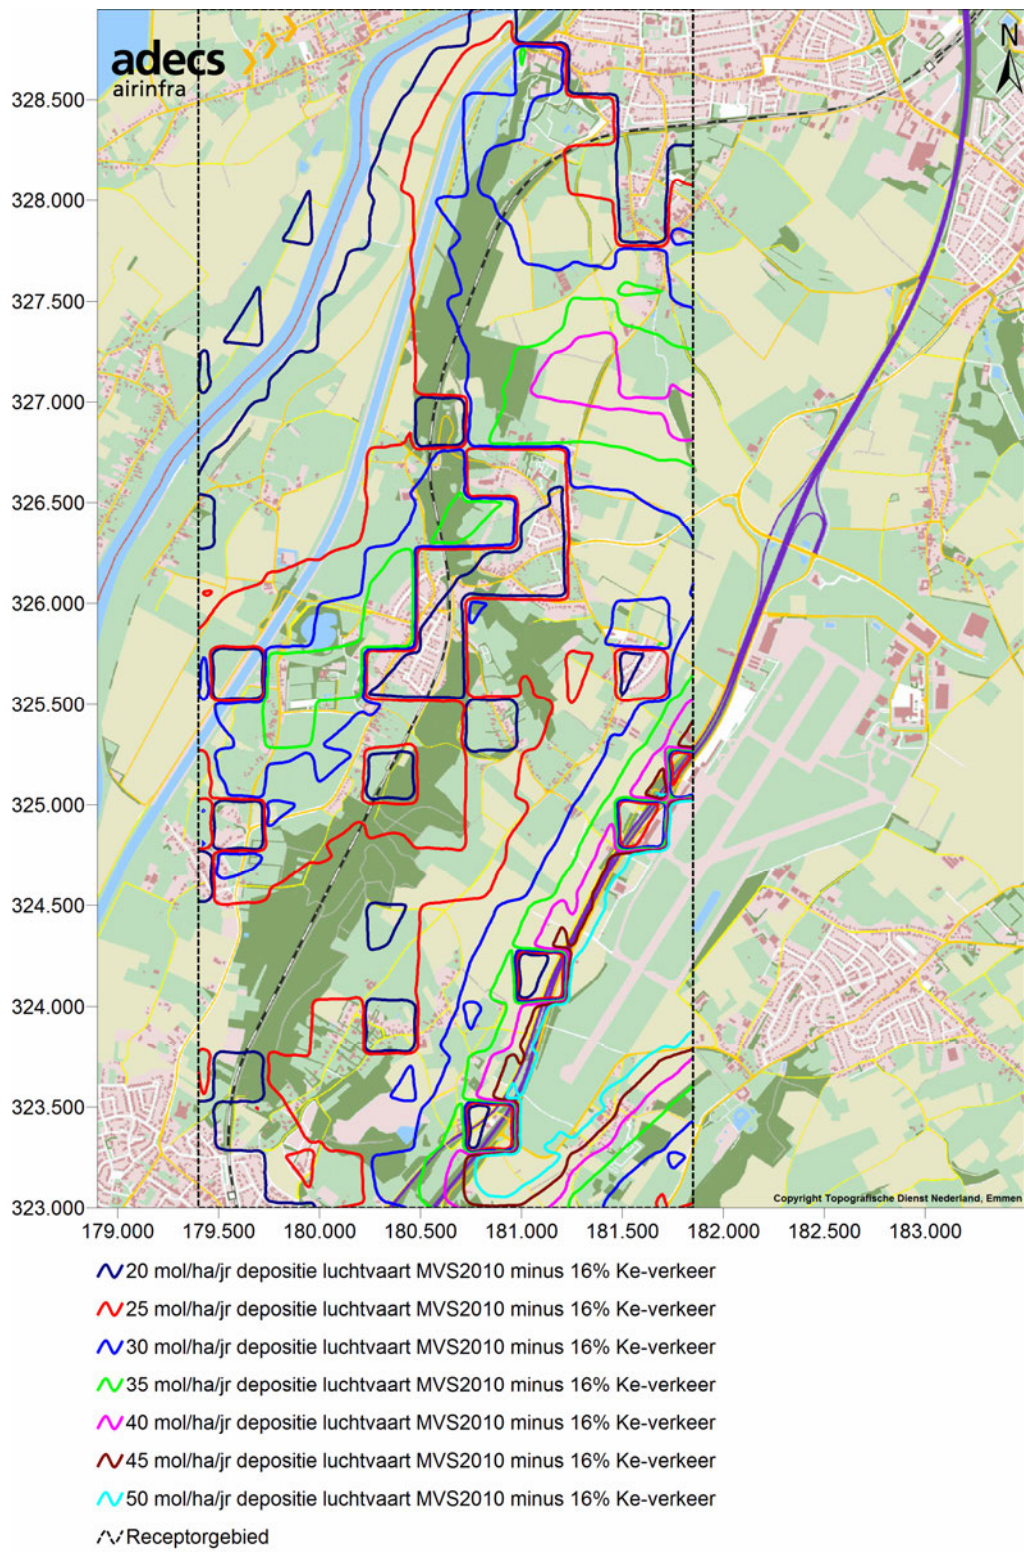 adecs
airinfra
N
328.500
328.000
327.500
327.000
326.500
326.000
325.500
325.000
324.500
324.000
323.500
323.000
Copyright Topografische Dienst Nederland, Emmen
179.000 179.500 180.000 180.500 181.000 181.500 182.000 182.500 183.000
20 mol/ha/jr depositie luchtvaart MVS2010 minus 16% Ke-verkeer
25 mol/ha/jr depositie luchtvaart MVS2010 minus 16% Ke-verkeer
30 mol/ha/jr depositie luchtvaart MVS2010 minus 16% Ke-verkeer
35 mol/ha/jr depositie luchtvaart MVS2010 minus 16% Ke-verkeer
40 mol/ha/jr depositie luchtvaart MVS2010 minus 16% Ke-verkeer
45 mol/ha/jr depositie luchtvaart MVS2010 minus 16% Ke-verkeer
50 mol/ha/jr depositie luchtvaart MVS2010 minus 16% Ke-verkeer
Receptorgebied